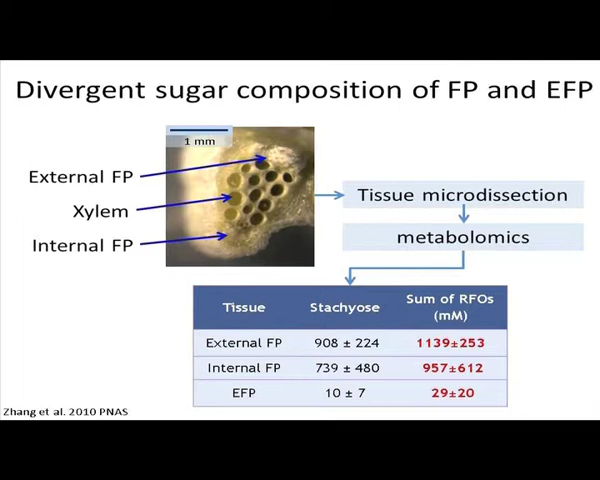 Divergent sugar composition of FP and EFP
1 mm
External FP
Xylem
Internal FP
Tissue microdissection
metabolomics
Tissue Stachyose Sum of RFOs (mM)
External FP 908 ± 224 1139±253
Internal FP 739 ± 480 957±612
EFP 10 ± 7 29±20
Zhang et al. 2010 PNAS